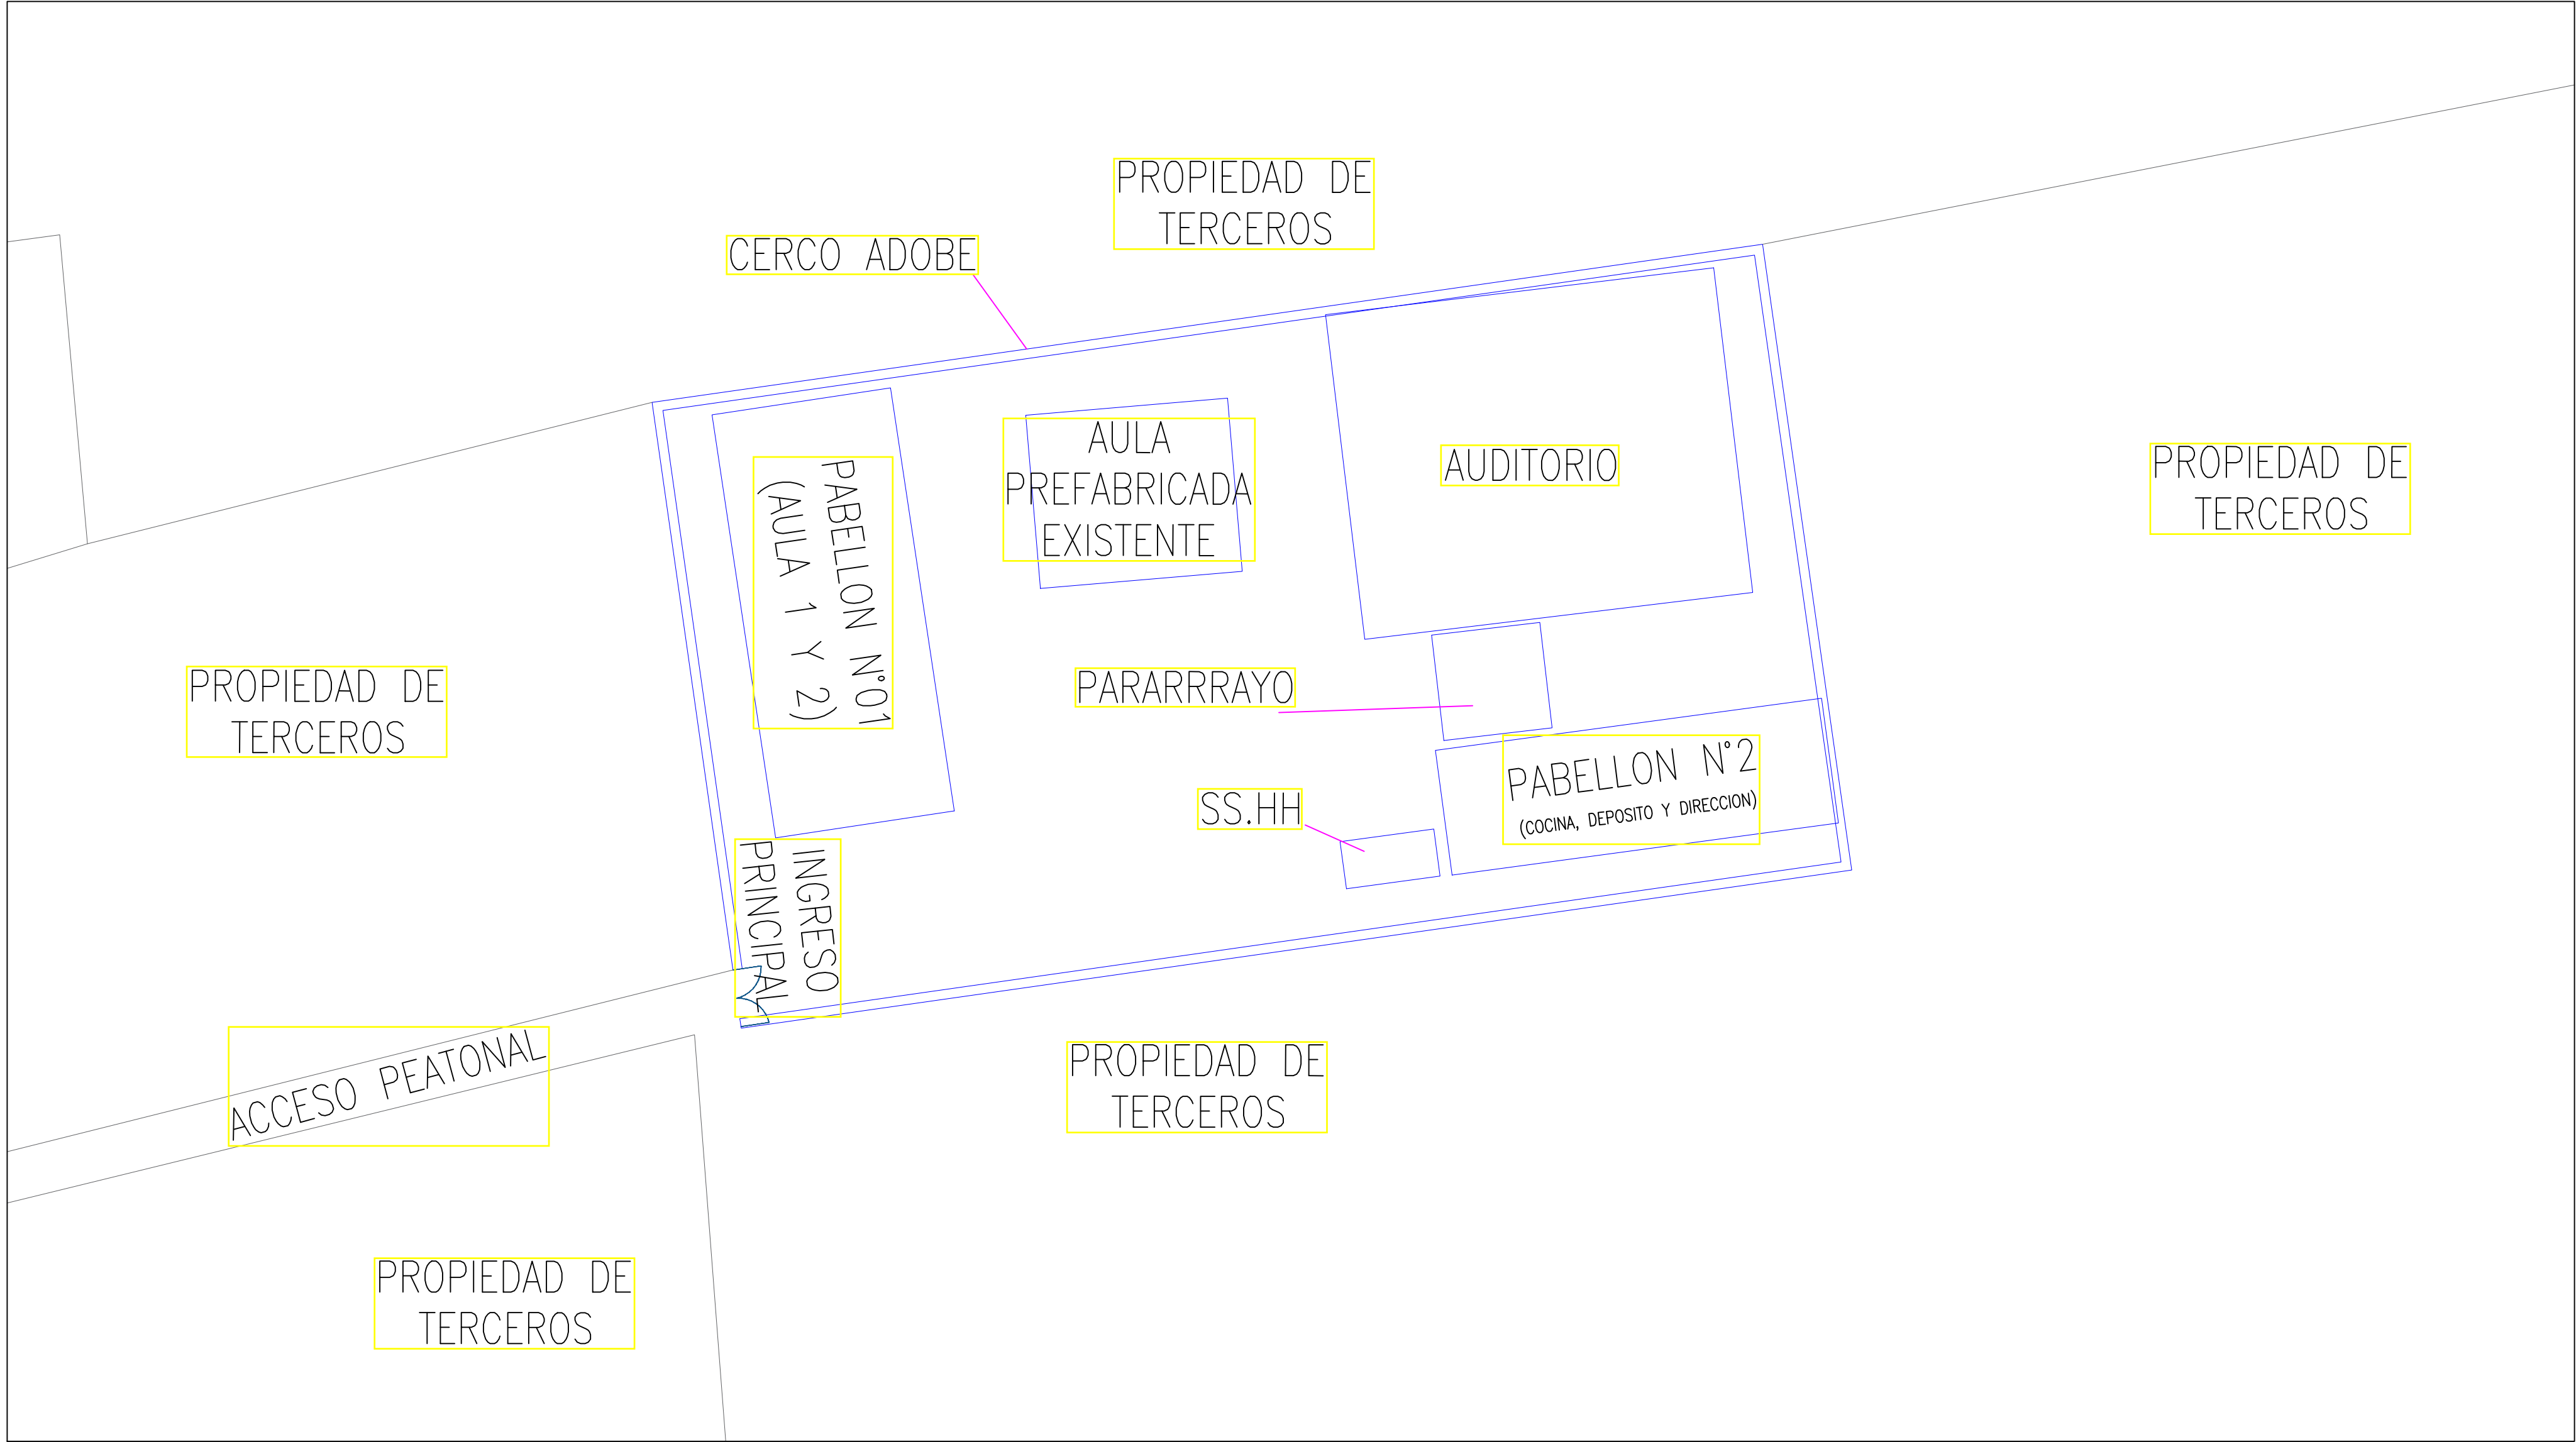 PROPIEDAD DE
TERCEROS
CERCO ADOBE
AULA
PREFABRICADA
EXISTENTE
AUDITORIO
PROPIEDAD DE
TERCEROS
PABELLON N°01
(AULA 1 Y 2)
PROPIEDAD DE
TERCEROS
PARARRRAYO
PABELLON N°2
(COCINA, DEPOSITO Y DIRECCION)
SS.HH
INGRESO
PRINCIPAL
ACCESO PEATONAL
PROPIEDAD DE
TERCEROS
PROPIEDAD DE
TERCEROS